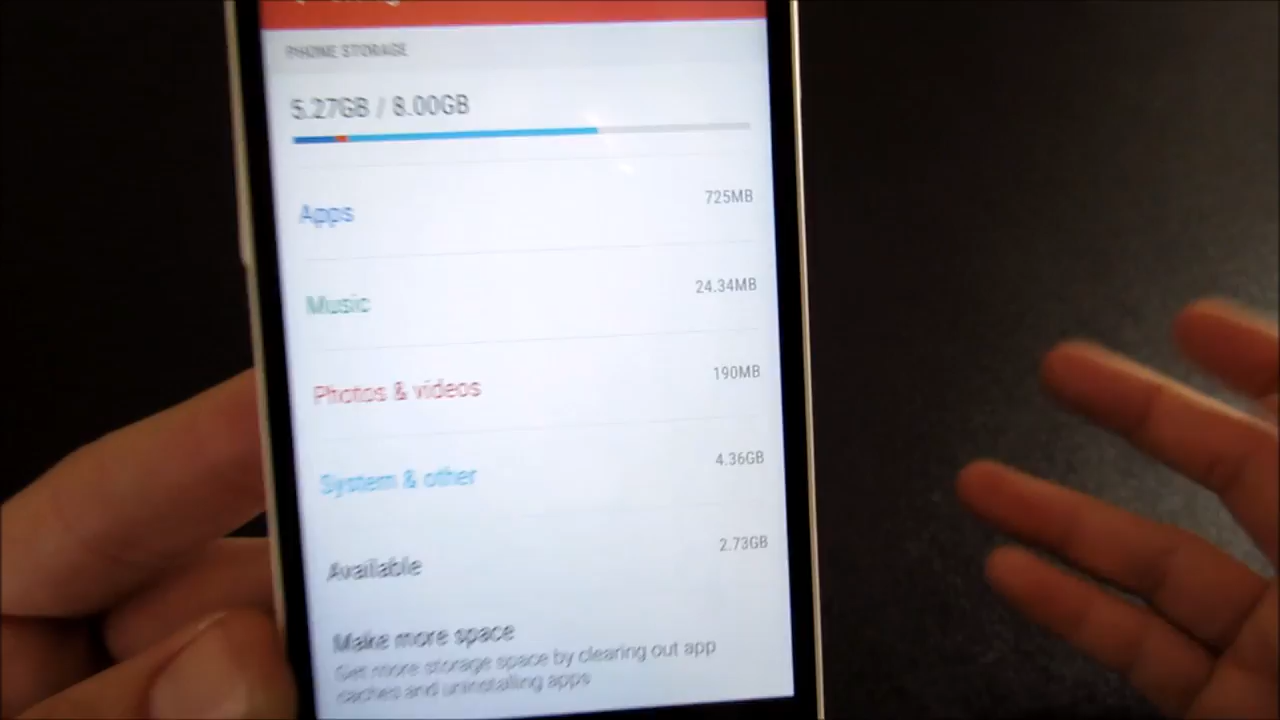 PHONE STORAGE
5.27GB / 8.00GB
Apps 725MB
Music 24.34MB
Photos & videos 190MB
System & other 4.36GB
Available 2.73GB
Make more space
Get more storage space by clearing out app
caches and uninstalling apps